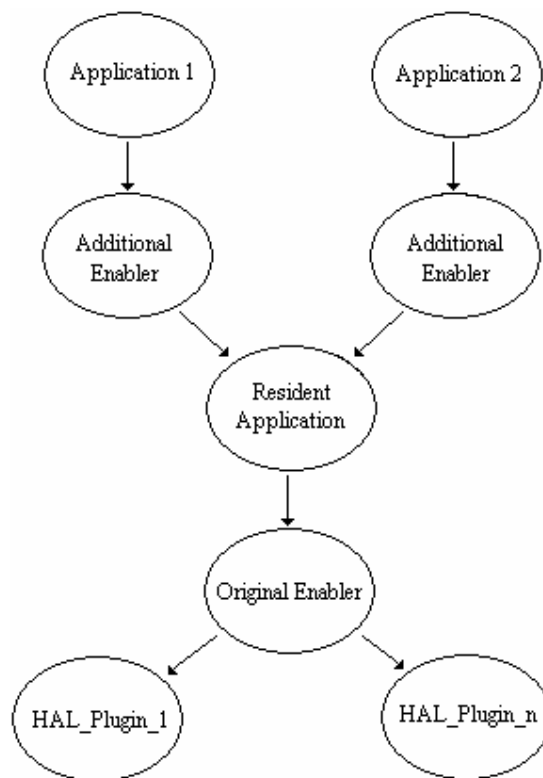 Application 1
Application 2
Additional
Enabler
Additional
Enabler
Resident
Application
Original Enabler
HAL_Plugin_1
HAL_Plugin_n